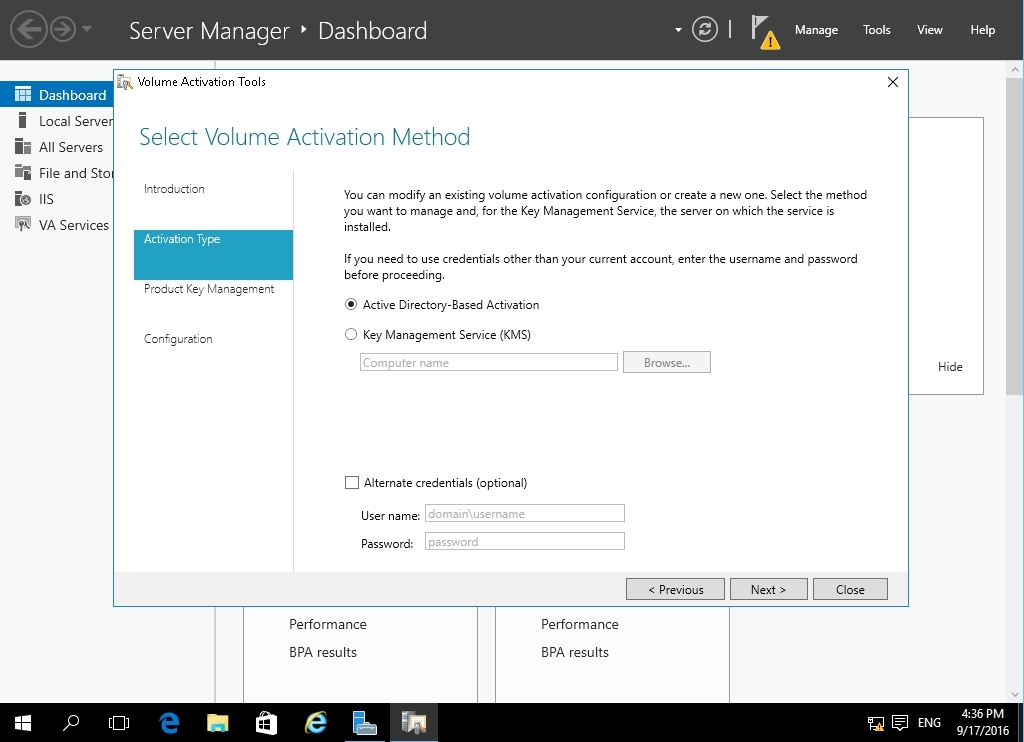 Server Manager ‣ Dashboard
Manage
Tools
View
Help
Dashboard
Local Server
All Servers
File and Stor
IIS
VA Services
Volume Activation Tools
Select Volume Activation Method
Introduction
Activation Type
Product Key Management
Configuration
You can modify an existing volume activation configuration or create a new one. Select the method
you want to manage and, for the Key Management Service, the server on which the service is
installed.
If you need to use credentials other than your current account, enter the username and password
before proceeding.
Active Directory-Based Activation
Key Management Service (KMS)
Computer name
Browse...
Alternate credentials (optional)
User name:
domain\username
Password:
password
< Previous
Next >
Close
Hide
Performance
BPA results
Performance
BPA results
ENG
4:36 PM
9/17/2016